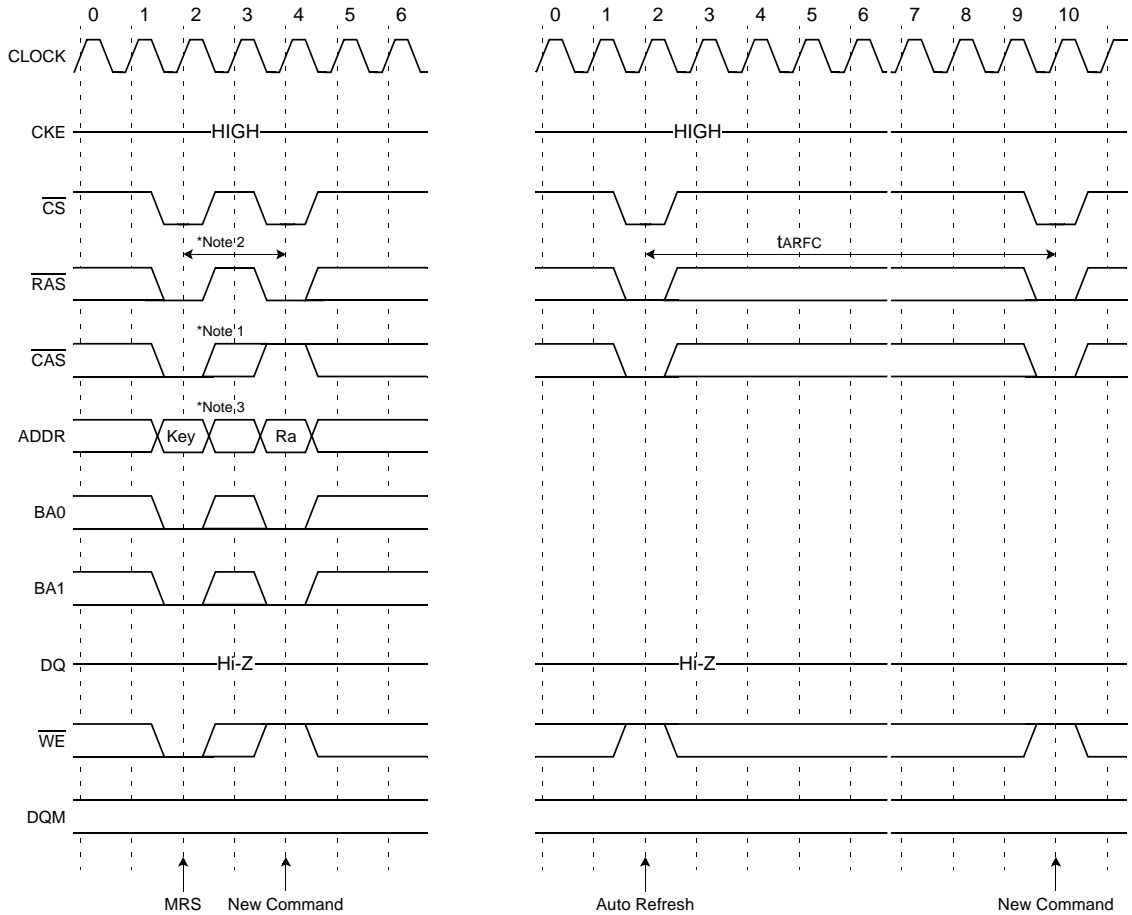 0 1 2 3 4 5 6
0 1 2 3 4 5 6 7 8 9 10
CLOCK
CKE
HIGH
HIGH
CS
*Note 2
tARFC
RAS
*Note 1
CAS
*Note 3
ADDR
Key
Ra
BA0
BA1
DQ
Hi-Z
Hi-Z
WE
DQM
MRS
New Command
Auto Refresh
New Command